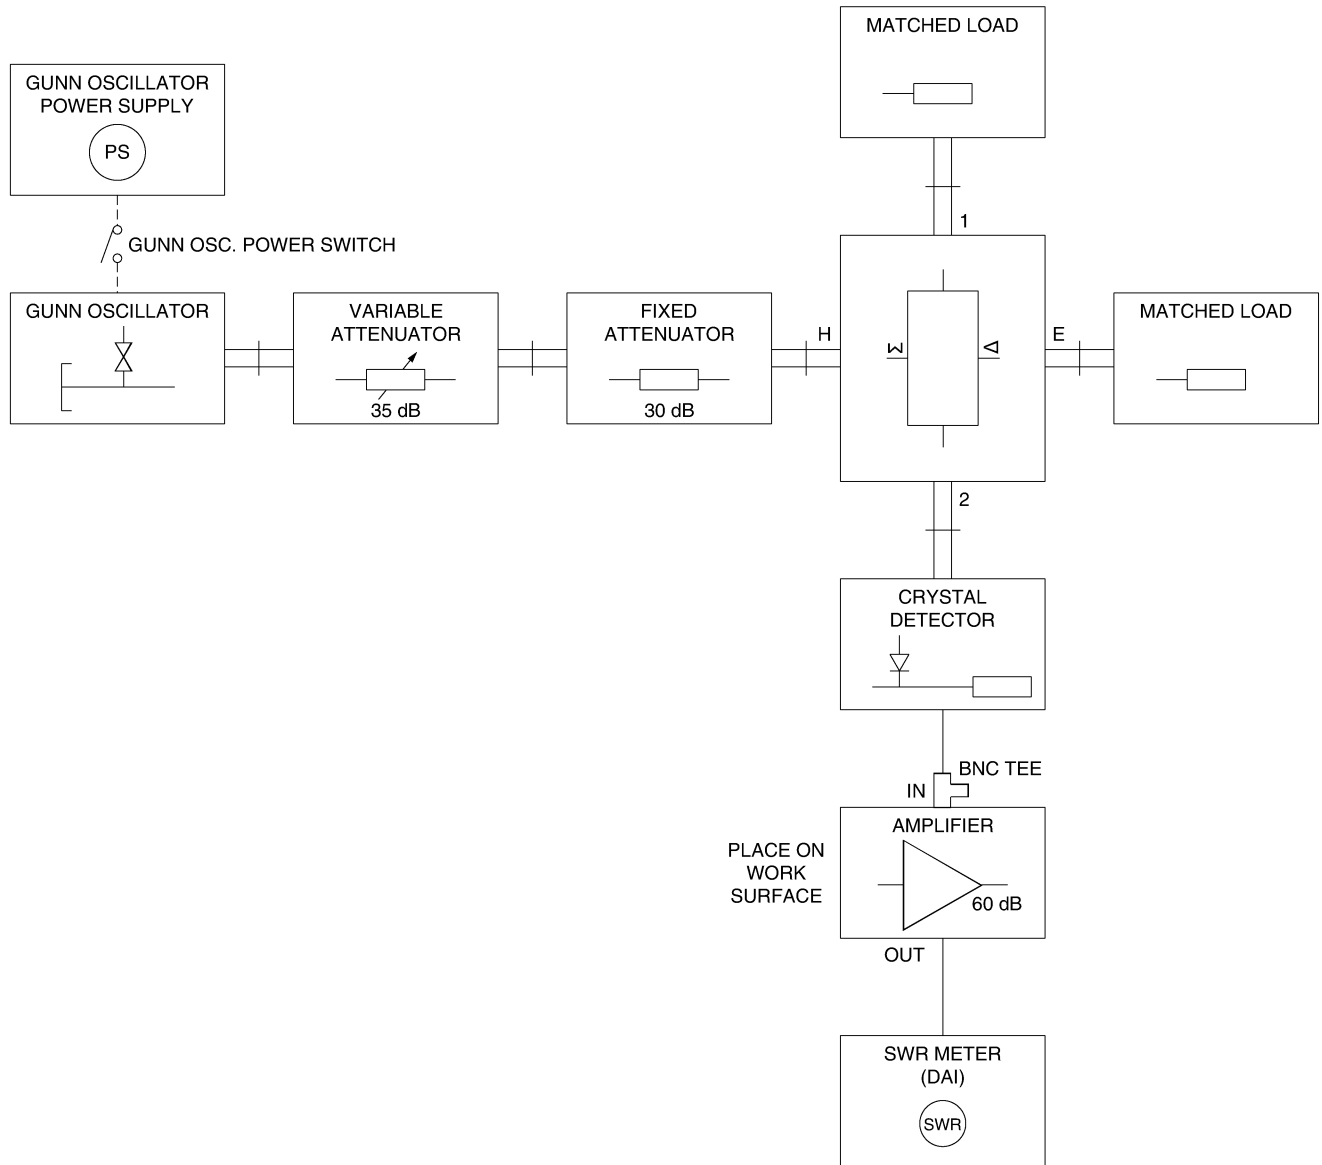 MATCHED LOAD
GUNN OSCILLATOR
POWER SUPPLY
PS
1
GUNN OSC. POWER SWITCH
GUNN OSCILLATOR
VARIABLE
ATTENUATOR
35 dB
FIXED
ATTENUATOR
30 dB
H
Σ
Δ
E
MATCHED LOAD
2
CRYSTAL
DETECTOR
BNC TEE
IN
AMPLIFIER
60 dB
PLACE ON
WORK
SURFACE
OUT
SWR METER
(DAI)
SWR